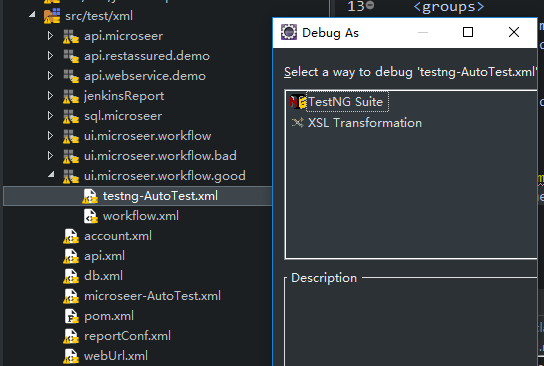 src/test/xml
api.microseer
api.restassured.demo
api.webservice.demo
jenkinsReport
sql.microseer
ui.microseer.workflow
ui.microseer.workflow.bad
ui.microseer.workflow.good
testng-AutoTest.xml
workflow.xml
account.xml
api.xml
db.xml
microseer-AutoTest.xml
pom.xml
reportConf.xml
webUrl.xml
13 <groups>
Debug As
Select a way to debug 'testng-AutoTest.xml'
TestNG Suite
XSL Transformation
Description